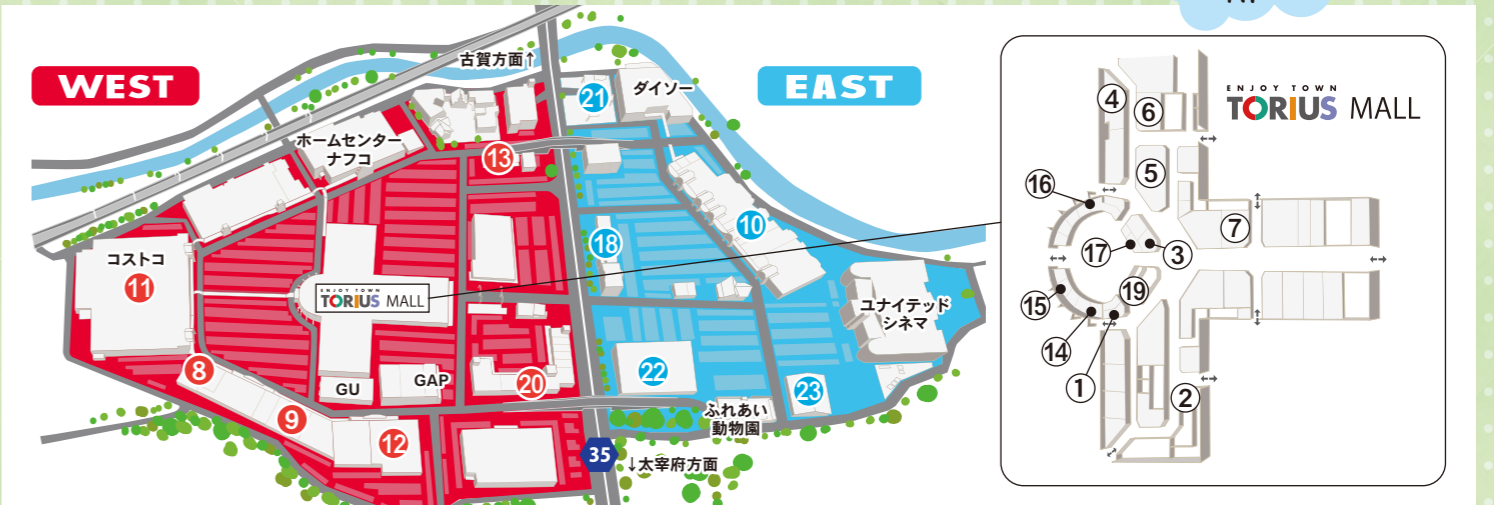 WEST
古賀方面↑
21
ダイソー
EAST
ホームセンター
ナフコ
13
10
18
コストコ
11
ENJOY TOWN
TORIUS MALL
ユナイテッド
シネマ
8
GU
GAP
20
22
23
9
12
ふれあい
動物園
35
↓太宰府方面
ENJOY TOWN
TORIUS MALL
4
6
5
16
7
17
3
19
15
14
1
2